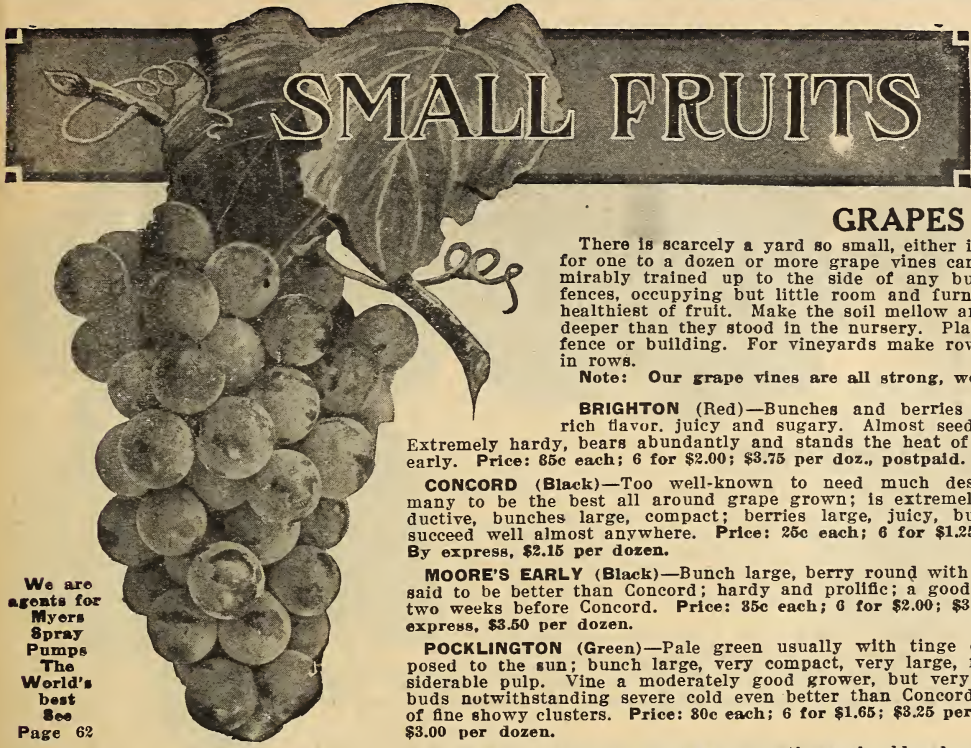 SMALL FRUITS
GRAPES
There is scarcely a yard so small, either
for one to a dozen or more grape vines can
mirably trained up to the side of any
fences, occupying but little room and
healthiest of fruit. Make the soil mellow
deeper than they stood in the nursery.
fence or building. For vineyards make
in rows.
Note: Our grape vines are all strong,
BRIGHTON (Red)—Bunches and berries
rich flavor. juicy and sugary. Almost
Extremely hardy, bears abundantly and stands the heat of
early. Price: 35c each; 6 for $2.00; $3.75 per doz., postpaid.
CONCORD (Black)—Too well-known to need much
many to be the best all around grape grown; is
ductive, bunches large, compact; berries large, juicy,
succeed well almost anywhere. Price: 25c each; 6 for $1.25
By express, $2.15 per dozen.
MOORE'S EARLY (Black)—Bunch large, berry round with
said to be better than Concord; hardy and prolific; a good
two weeks before Concord. Price: 35c each; 6 for $2.00;
express, $3.50 per dozen.
POCKLINGTON (Green)—Pale green usually with tinge
posed to the sun; bunch large, very compact, very large,
siderable pulp. Vine a moderately good grower, but very
buds notwithstanding severe cold even better than Concord
of fine showy clusters. Price: 30c each; 6 for $1.65; $3.25 per
$3.00 per dozen.
We are
agents for
Myers
Spray
Pumps
The
World's
best
See
Page 62